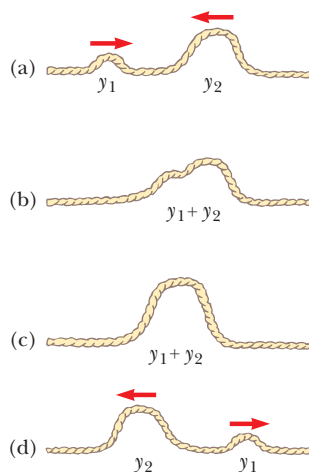 (a)
y₁ y₂
(b)
y₁ + y₂
(c)
y₁ + y₂
(d)
y₂ y₁